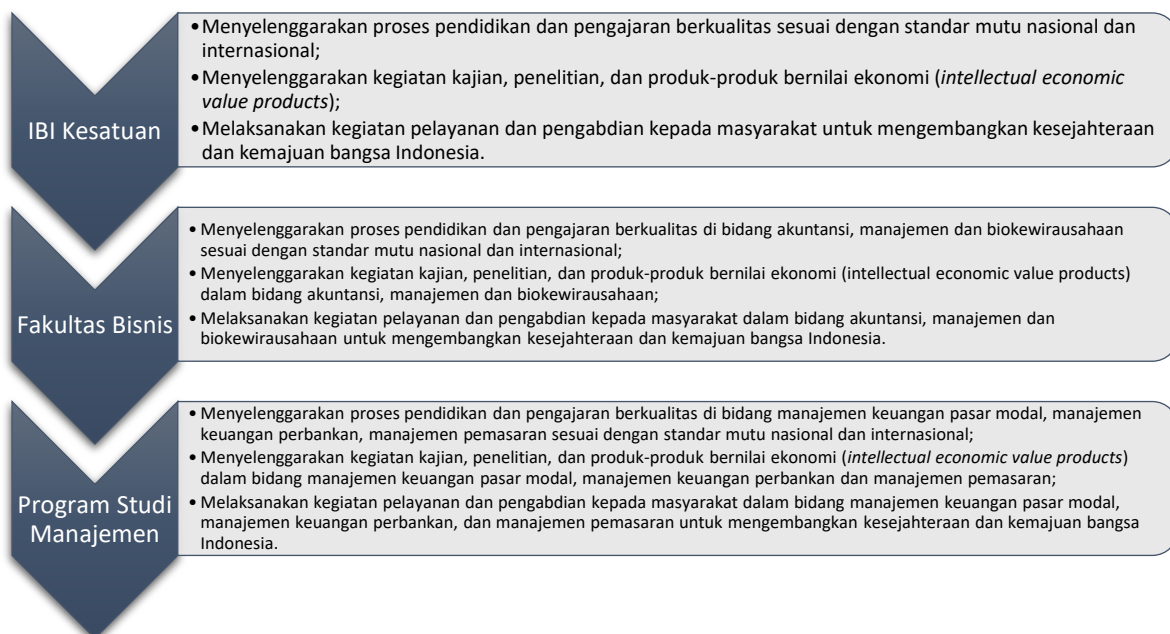 IBI Kesatuan
•Menyelenggarakan proses pendidikan dan pengajaran berkualitas sesuai dengan standar mutu nasional dan
internasional;
•Menyelenggarakan kegiatan kajian, penelitian, dan produk-produk bernilai ekonomi (intellectual economic
value products);
•Melaksanakan kegiatan pelayanan dan pengabdian kepada masyarakat untuk mengembangkan kesejahteraan
dan kemajuan bangsa Indonesia.
Fakultas Bisnis
•Menyelenggarakan proses pendidikan dan pengajaran berkualitas di bidang akuntansi, manajemen dan biokewirausahaan
sesuai dengan standar mutu nasional dan internasional;
•Menyelenggarakan kegiatan kajian, penelitian, dan produk-produk bernilai ekonomi (intellectual economic value products)
dalam bidang akuntansi, manajemen dan biokewirausahaan;
•Melaksanakan kegiatan pelayanan dan pengabdian kepada masyarakat dalam bidang akuntansi, manajemen dan
biokewirausahaan untuk mengembangkan kesejahteraan dan kemajuan bangsa Indonesia.
Program Studi
Manajemen
•Menyelenggarakan proses pendidikan dan pengajaran berkualitas di bidang manajemen keuangan pasar modal, manajemen
keuangan perbankan, manajemen pemasaran sesuai dengan standar mutu nasional dan internasional;
•Menyelenggarakan kegiatan kajian, penelitian, dan produk-produk bernilai ekonomi (intellectual economic value products)
dalam bidang manajemen keuangan pasar modal, manajemen keuangan perbankan dan manajemen pemasaran;
•Melaksanakan kegiatan pelayanan dan pengabdian kepada masyarakat dalam bidang manajemen keuangan pasar modal,
manajemen keuangan perbankan, dan manajemen pemasaran untuk mengembangkan kesejahteraan dan kemajuan bangsa
Indonesia.